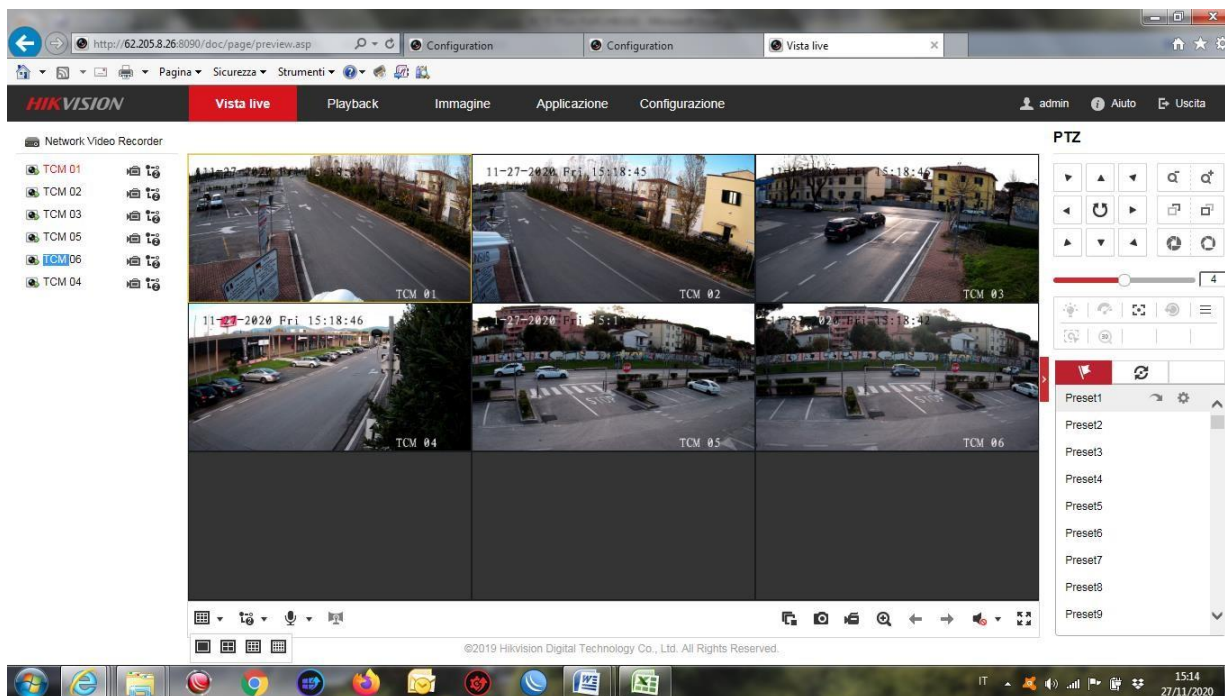 http://62.205.8.26:8090/doc/page/preview.asp
Configuration
Configuration
Vista live
Pagina
Sicurezza
Strumenti
HIKVISION
Vista live
Playback
Immagine
Applicazione
Configurazione
admin
Aiuto
Uscita
Network Video Recorder
TCM 01
TCM 02
TCM 03
TCM 05
TCM 06
TCM 04
TCM 01
11-27-2020 Fri 15:18:45
TCM 02
TCM 03
11-27-2020 Fri 15:18:46
TCM 04
STOP
TCM 05
STOP
TCM 06
PTZ
4
Preset1
Preset2
Preset3
Preset4
Preset5
Preset6
Preset7
Preset8
Preset9
©2019 Hikvision Digital Technology Co., Ltd. All Rights Reserved.
IT
15:14
27/11/2020